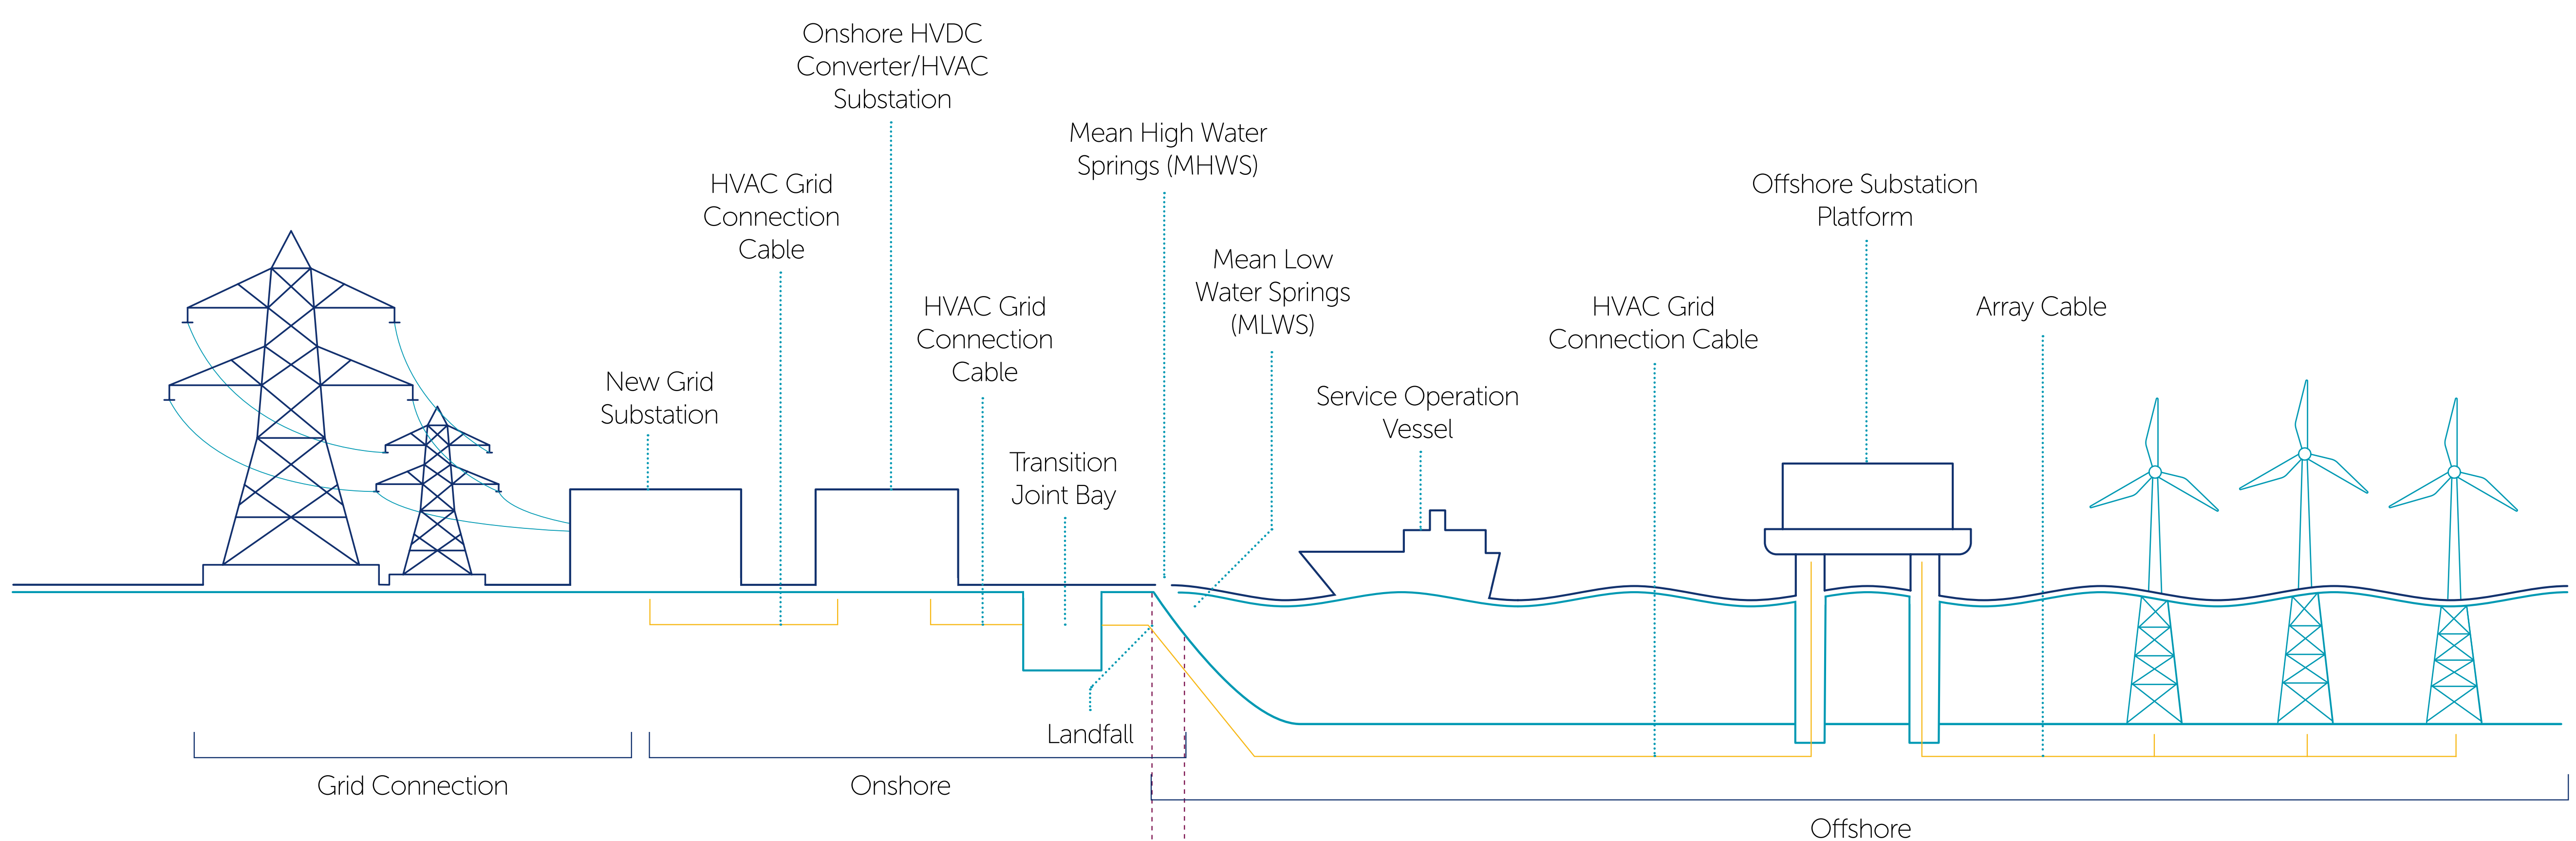 Onshore HVDC
Converter/HVAC
Substation
Mean High Water
Springs (MHWS)
HVAC Grid
Connection
Cable
Offshore Substation
Platform
Mean Low
Water Springs
(MLWS)
HVAC Grid
Connection
Cable
HVAC Grid
Connection Cable
Array Cable
New Grid
Substation
Service Operation
Vessel
Transition
Joint Bay
Landfall
Grid Connection
Onshore
Offshore